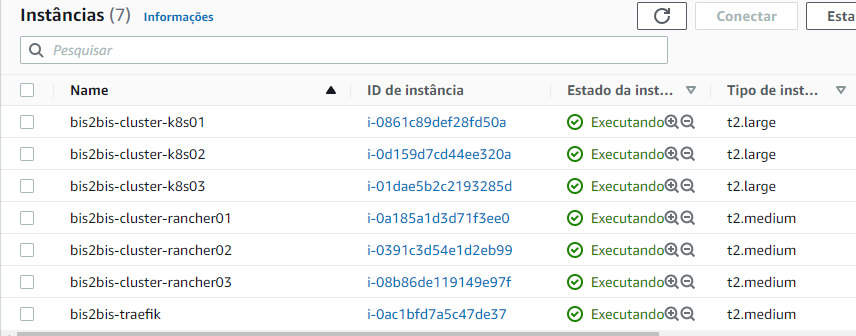 Instâncias (7) Informações Conectar Esta
Pesquisar
Name ID de instância Estado da inst... Tipo de inst...
bis2bis-cluster-k8s01 i-0861c89def28fd50a Executando t2.large
bis2bis-cluster-k8s02 i-0d159d7cd44ee320a Executando t2.large
bis2bis-cluster-k8s03 i-01dae5b2c2193285d Executando t2.large
bis2bis-cluster-rancher01 i-0a185a1d3d71f3ee0 Executando t2.medium
bis2bis-cluster-rancher02 i-0391c3d54e1d2eb99 Executando t2.medium
bis2bis-cluster-rancher03 i-08b86de119149e97f Executando t2.medium
bis2bis-traefik i-0ac1bfd7a5c47de37 Executando t2.medium